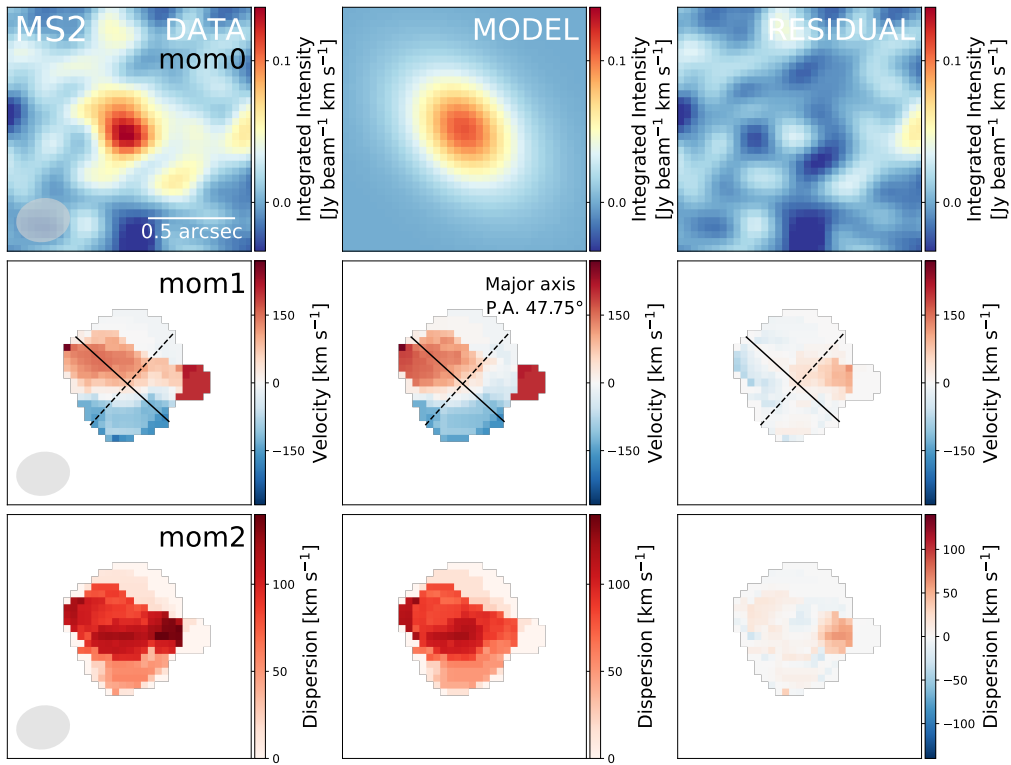 MS2 DATA
mom0
0.5 arcsec
0.1
0.0
Integrated Intensity
[Jy beam⁻¹ km s⁻¹]
MODEL
0.1
0.0
Integrated Intensity
[Jy beam⁻¹ km s⁻¹]
RESIDUAL
0.1
0.0
Integrated Intensity
[Jy beam⁻¹ km s⁻¹]
mom1
150
0
−150
Velocity [km s⁻¹]
Major axis
P.A. 47.75°
150
0
−150
Velocity [km s⁻¹]
150
0
−150
Velocity [km s⁻¹]
mom2
100
50
0
Dispersion [km s⁻¹]
100
50
0
Dispersion [km s⁻¹]
100
50
0
−50
−100
Dispersion [km s⁻¹]